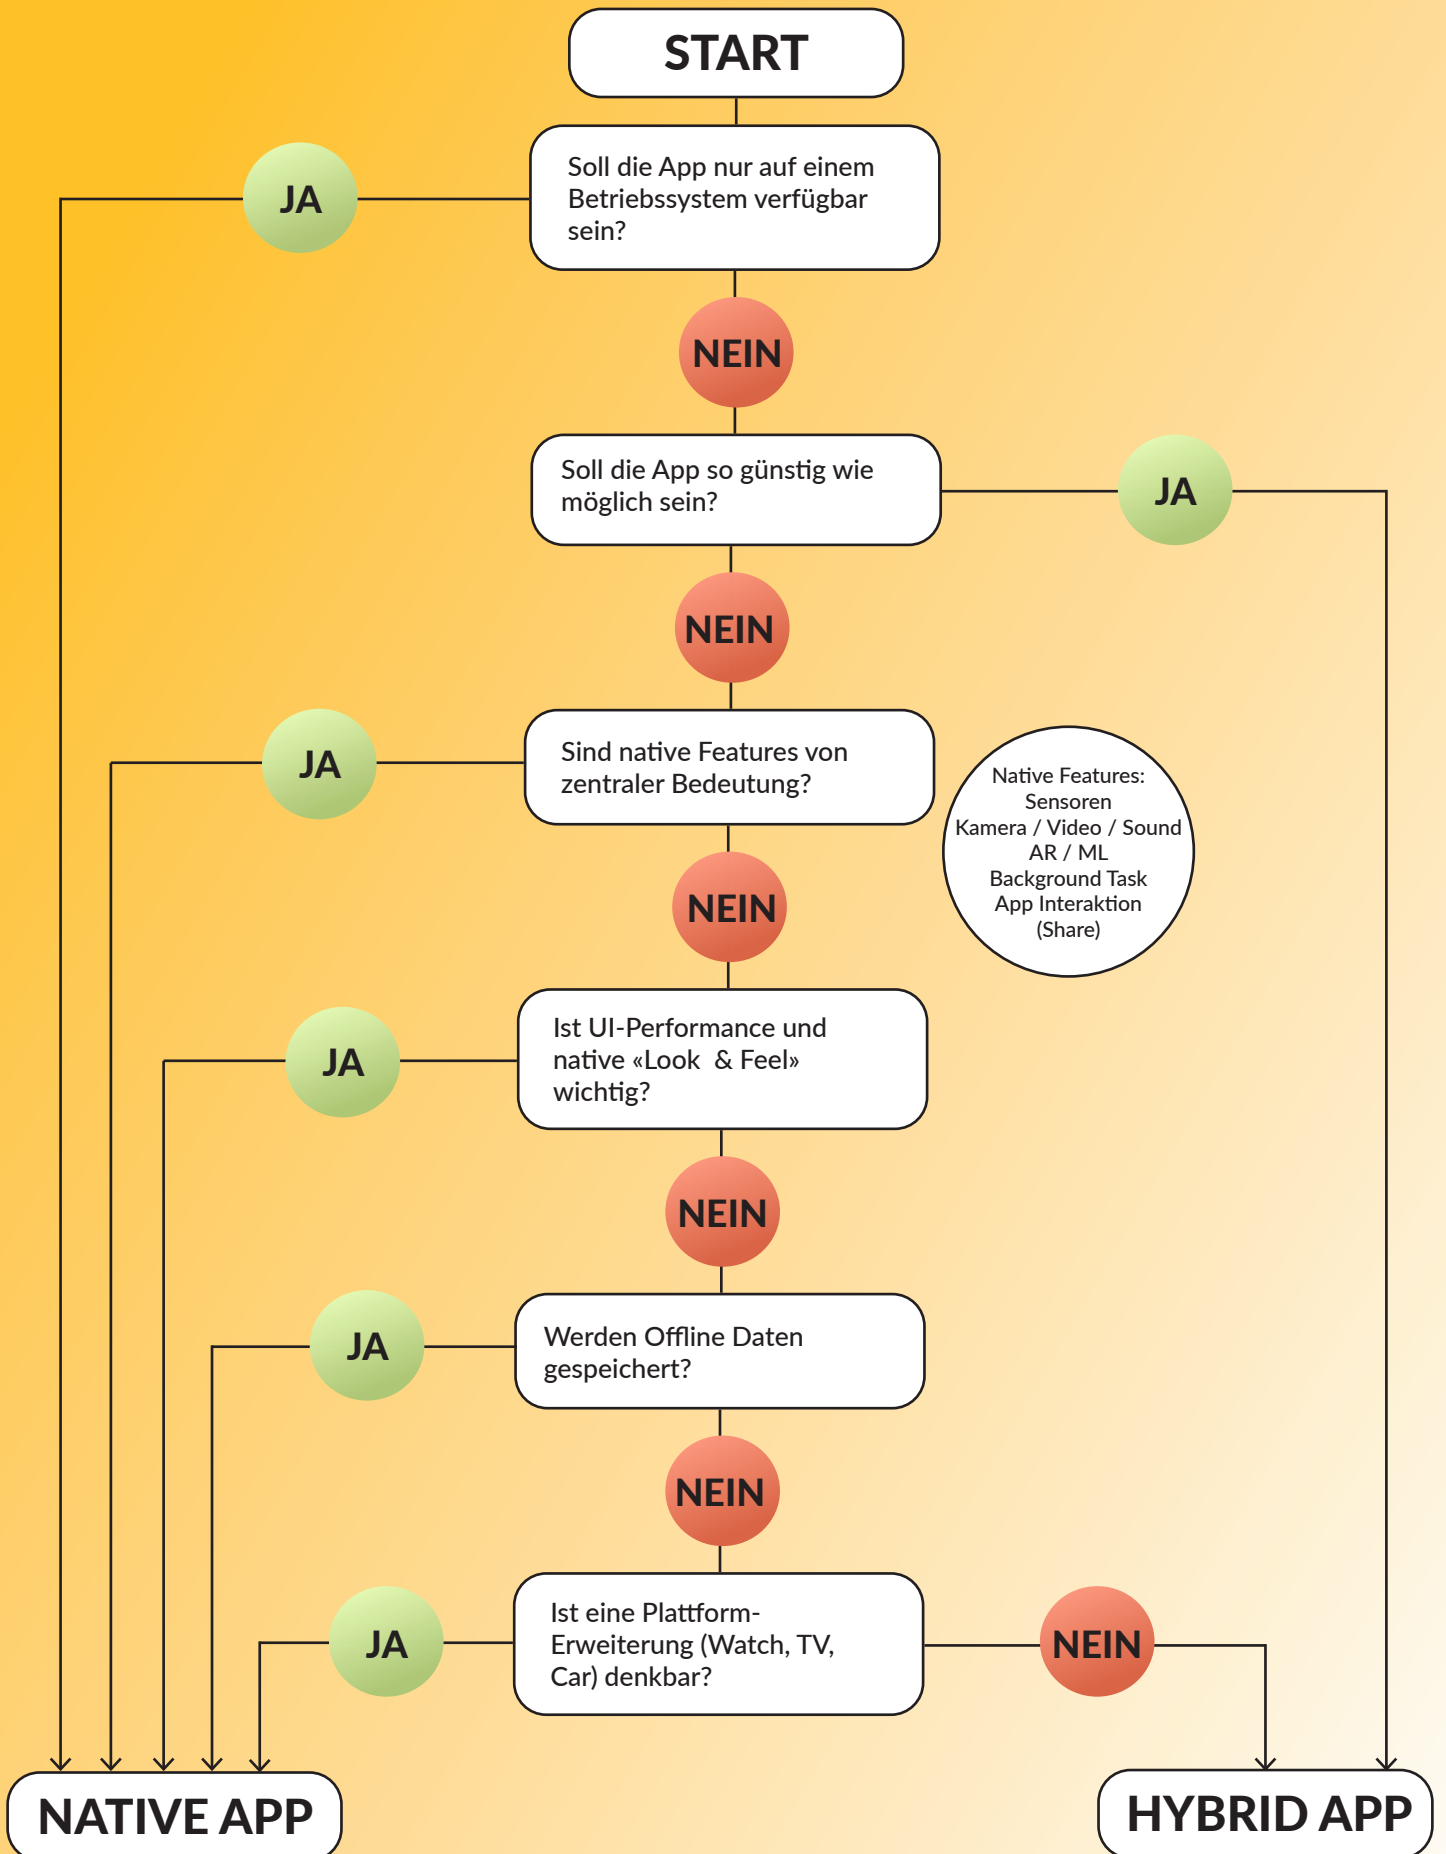 START
Soll die App nur auf einem
Betriebssystem verfügbar
sein?
JA
NEIN
Soll die App so günstig wie
möglich sein?
JA
NEIN
Sind native Features von
zentraler Bedeutung?
JA
Native Features:
Sensoren
Kamera / Video / Sound
AR / ML
Background Task
App Interaktion
(Share)
NEIN
Ist UI-Performance und
native «Look & Feel»
wichtig?
JA
NEIN
Werden Offline Daten
gespeichert?
JA
NEIN
Ist eine Plattform-
Erweiterung (Watch, TV,
Car) denkbar?
JA
NEIN
NATIVE APP
HYBRID APP